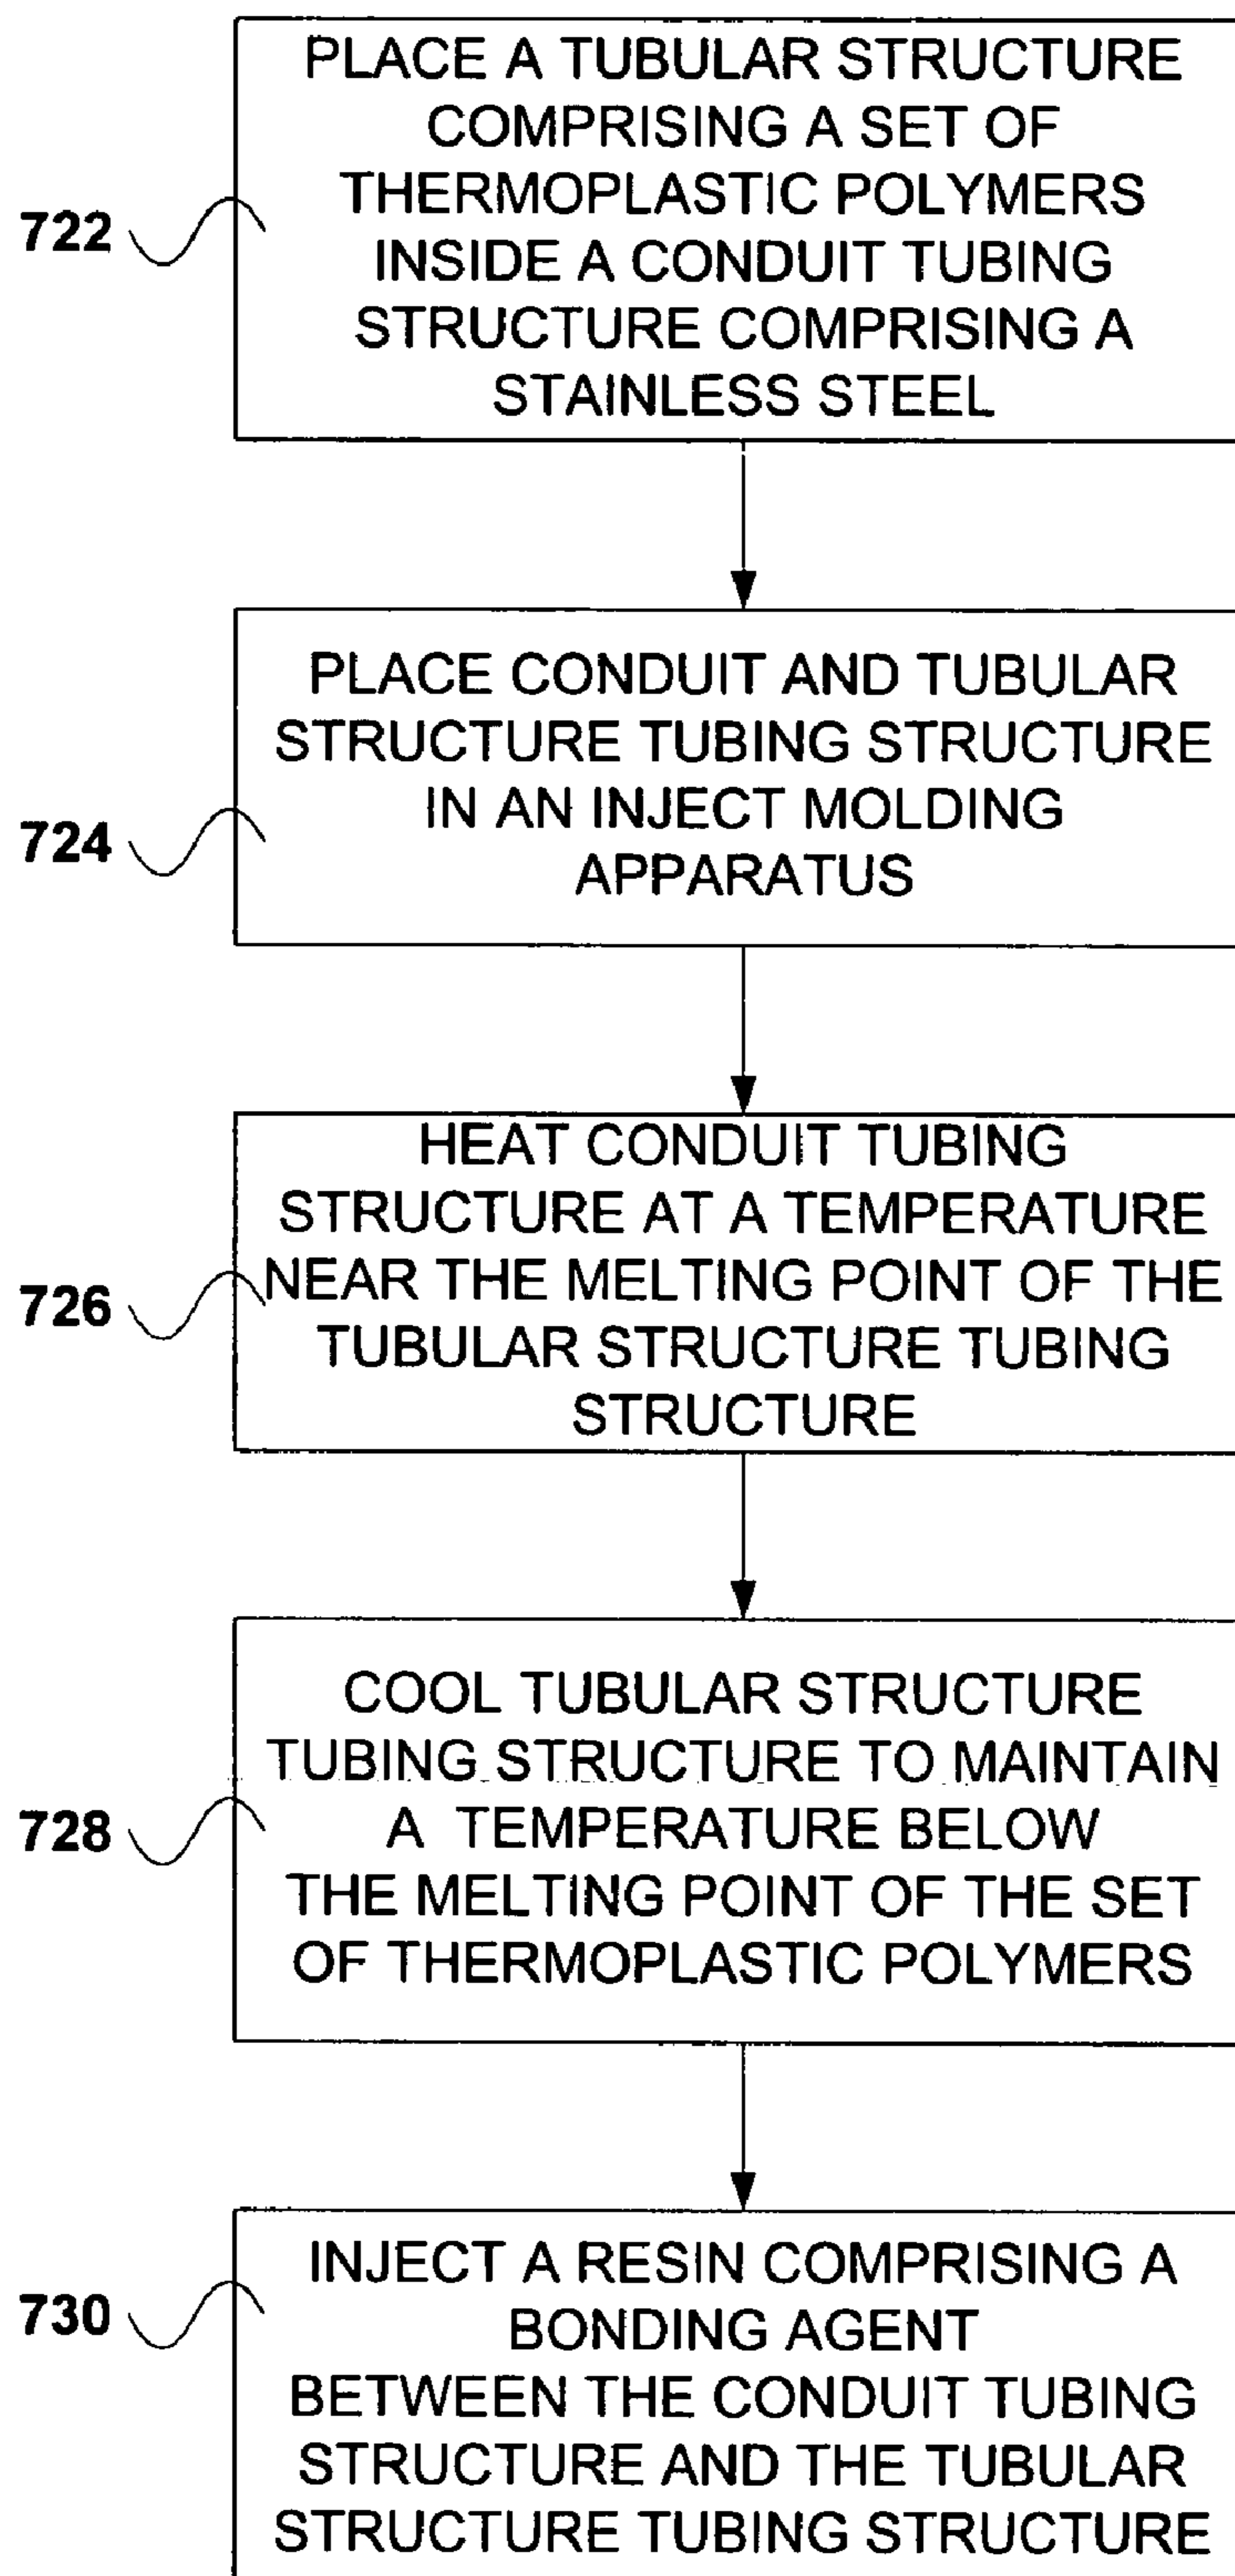 PLACE A TUBULAR STRUCTURE
COMPRISING A SET OF
THERMOPLASTIC POLYMERS
INSIDE A CONDUIT TUBING
STRUCTURE COMPRISING A
STAINLESS STEEL
722
PLACE CONDUIT AND TUBULAR
STRUCTURE TUBING STRUCTURE
IN AN INJECT MOLDING
APPARATUS
724
HEAT CONDUIT TUBING
STRUCTURE AT A TEMPERATURE
NEAR THE MELTING POINT OF THE
TUBULAR STRUCTURE TUBING
STRUCTURE
726
COOL TUBULAR STRUCTURE
TUBING STRUCTURE TO MAINTAIN
A TEMPERATURE BELOW
THE MELTING POINT OF THE SET
OF THERMOPLASTIC POLYMERS
728
INJECT A RESIN COMPRISING A
BONDING AGENT
BETWEEN THE CONDUIT TUBING
STRUCTURE AND THE TUBULAR
STRUCTURE TUBING STRUCTURE
730